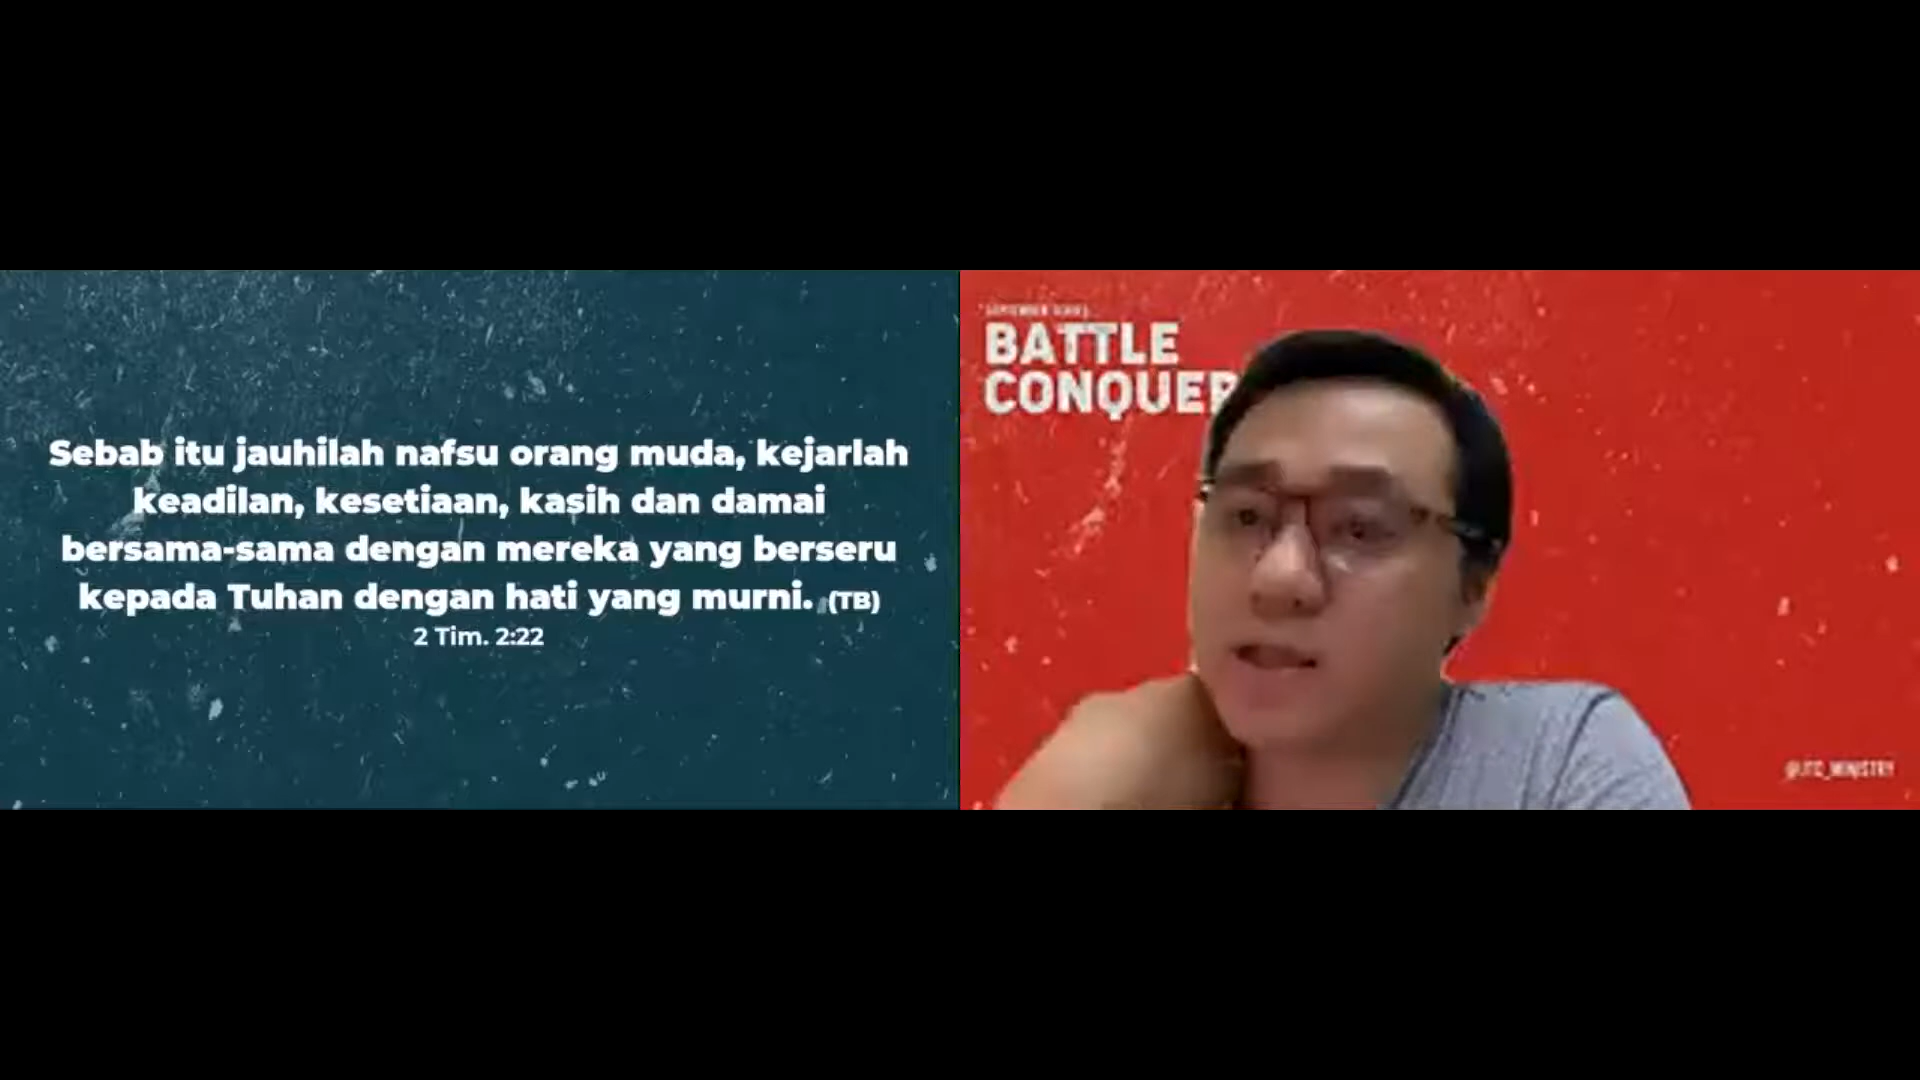 Sebab itu jauhilah nafsu orang muda, kejarlah
keadilan, kesetiaan, kasih dan damai
bersama-sama dengan mereka yang berseru
kepada Tuhan dengan hati yang murni. (TB)
2 Tim. 2:22
BATTLE
CONQUER
@JTC_MINISTRY